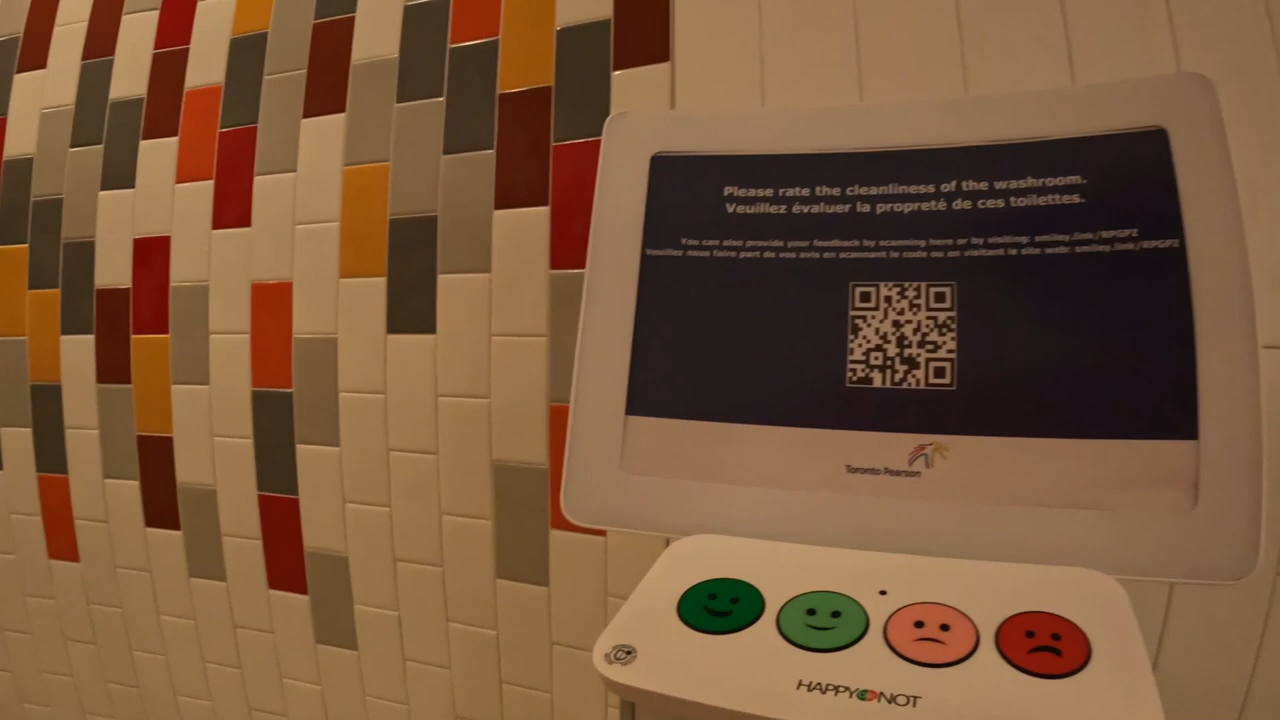 Please rate the cleanliness of the washroom.
Veuillez évaluer la propreté de ces toilettes.
You can also provide your feedback by scanning here or by visiting: smiley.link/RPGPZ
Veuillez nous faire part de vos avis en scannant le code ou en visitant le site web: smiley.link/RPGPZ
Toronto Pearson
HAPPY OR NOT